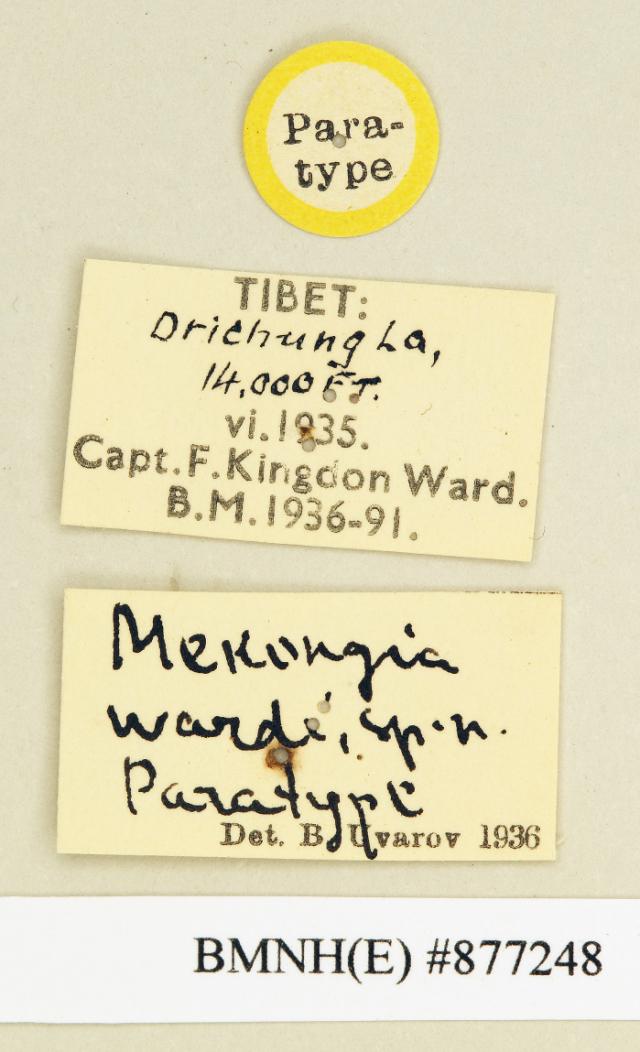 Para-
type
TIBET:
Drichung La,
14,000 FT.
vi.1935.
Capt. F. Kingdon Ward.
B.M. 1936-91.
Mekongia
wardi, sp. n.
Paratype
Det. B. Uvarov 1936
BMNH(E) #877248